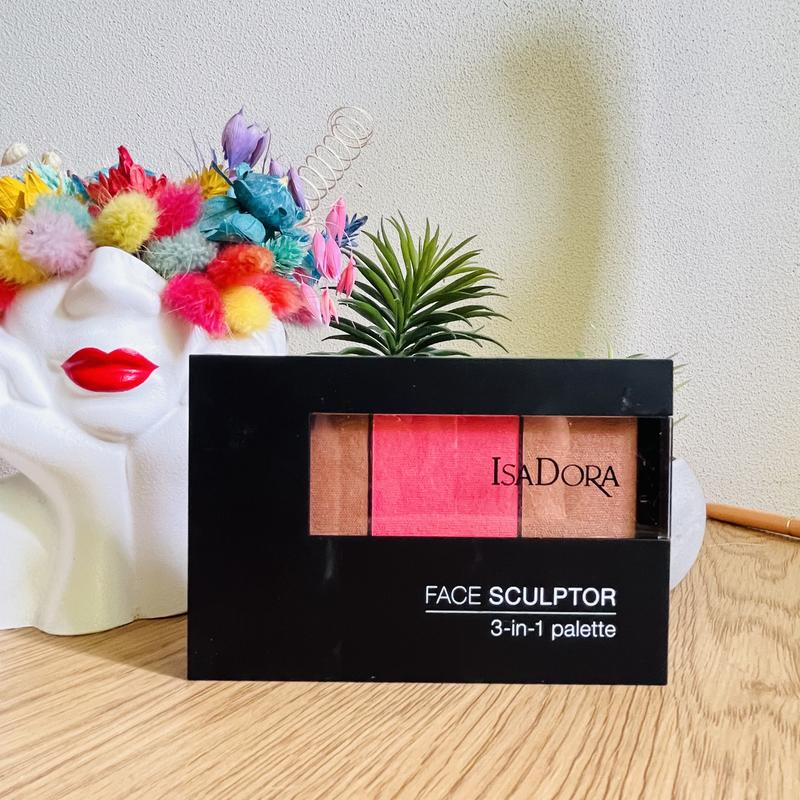 ISADORA
FACE SCULPTOR
3-in-1 palette